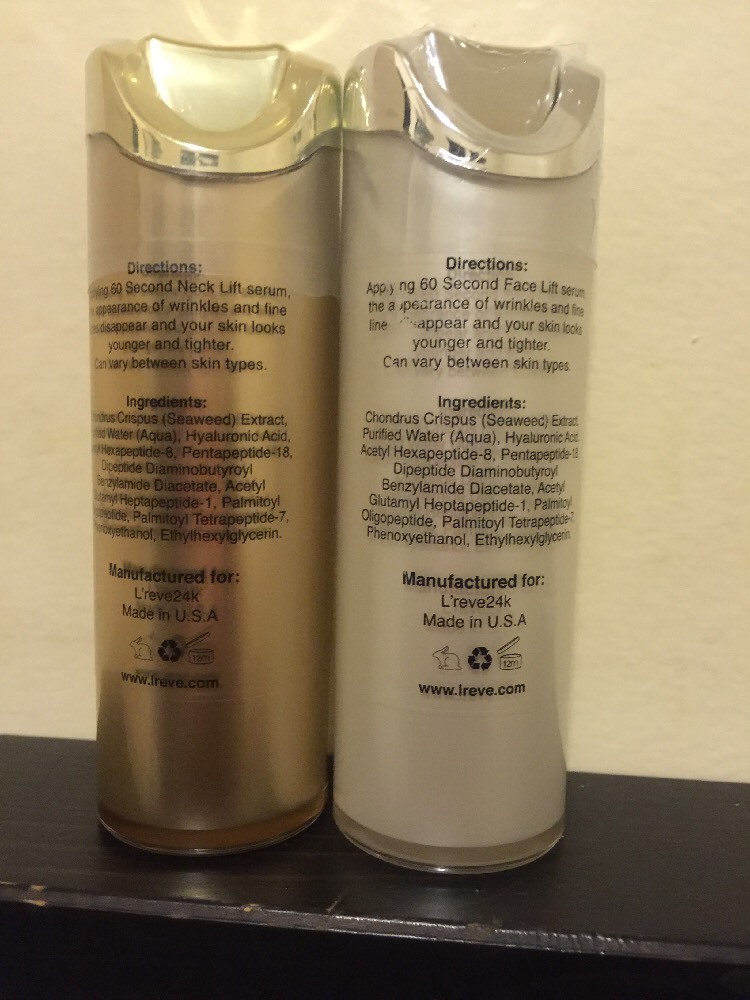 Directions:
60 Second Neck Lift serum,
appearance of wrinkles and fine
disappear and your skin looks
younger and tighter.
Can vary between skin types.
Ingredients:
Crispus (Seaweed) Extract,
Water (Aqua), Hyaluronic Acid,
Hexapeptide-8, Pentapeptide-18,
Dipeptide Diaminobutyroyl
Benzylamide Diacetate, Acetyl
Heptapeptide-1, Palmitoyl
Palmitoyl Tetrapeptide-7,
Ethylhexylglycerin.
Manufactured for:
L'reve24k
Made in U.S.A
12m
www.lreve.com
Directions:
60 Second Face Lift serum
the appearance of wrinkles and fine
line disappear and your skin looks
younger and tighter.
Can vary between skin types.
Ingredients:
Chondrus Crispus (Seaweed) Extract,
Purified Water (Aqua), Hyaluronic Acid
Acetyl Hexapeptide-8, Pentapeptide-18
Dipeptide Diaminobutyroyl
Benzylamide Diacetate, Acetyl
Glutamyl Heptapeptide-1, Palmitoyl
Oligopeptide, Palmitoyl Tetrapeptide-7
Phenoxyethanol, Ethylhexylglycerin.
Manufactured for:
L'reve24k
Made in U.S.A
12m
www.lreve.com